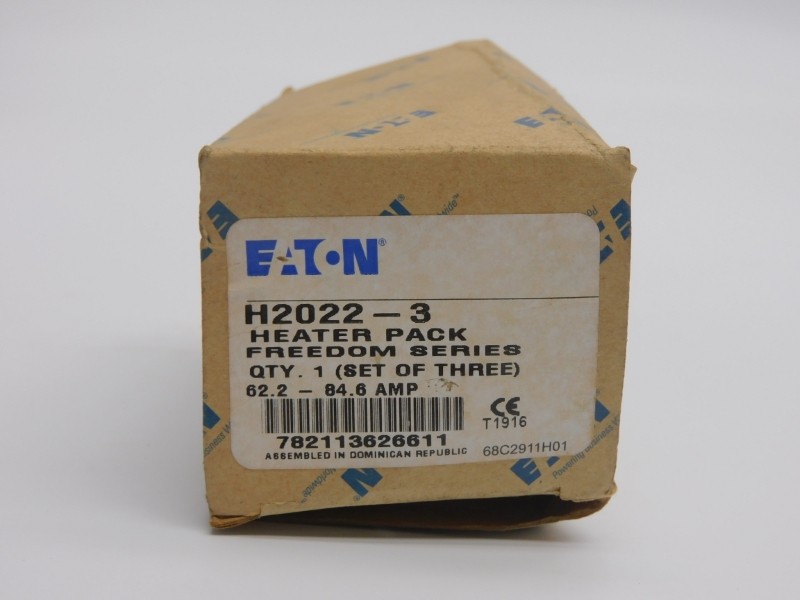 EATON
EATON®
H2022-3
HEATER PACK
FREEDOM SERIES
QTY. 1 (SET OF THREE)
62.2 - 84.6 AMP
CE
T1916
782113626611
ASSEMBLED IN DOMINICAN REPUBLIC
68C2911H01